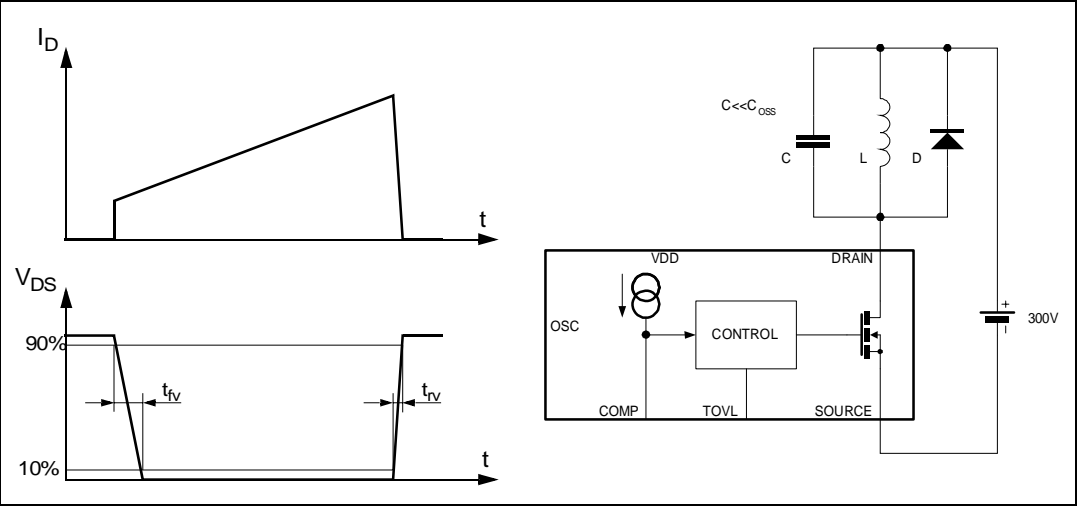 I_D
t
V_DS
90%
t_fv
t_rv
10%
t
C<<C_OSS
C
L
D
VDD
DRAIN
OSC
CONTROL
COMP
TOVL
SOURCE
+
300V
−